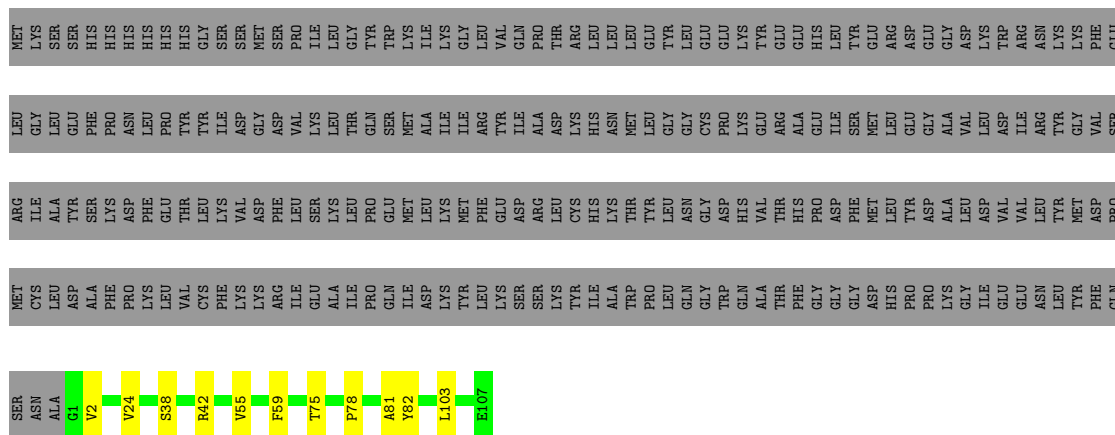 MET LYS SER SER HIS HIS HIS HIS HIS HIS GLY SER SER MET SER PRO ILE LEU GLY TYR TRP LYS ILE LYS GLY LEU VAL GLN PRO THR ARG LEU LEU LEU GLU TYR LEU GLU GLU LYS TYR GLU GLU HIS LEU TYR GLU ARG ASP GLU GLY ASP LYS TRP ARG ASN LYS LYS PHE GLU
LEU GLY LEU GLU PHE PRO ASN LEU PRO TYR TYR ILE ASP GLY ASP VAL LYS LEU THR GLN SER MET ALA ILE ILE ARG TYR ILE ALA ASP LYS HIS ASN MET LEU GLY GLY CYS PRO LYS GLU ARG ALA GLU ILE SER MET LEU GLU GLY ALA VAL LEU ASP ILE ARG TYR GLY VAL SER
ARG ILE ALA TYR SER LYS ASP PHE GLU THR LEU LYS VAL ASP PHE LEU SER LYS LEU PRO GLU MET LEU LYS MET PHE GLU ASP ARG LEU CYS HIS LYS THR TYR LEU ASN GLY ASP HIS VAL THR HIS PRO ASP PHE MET LEU TYR ASP ALA LEU ASP VAL VAL LEU TYR MET ASP PRO
MET CYS LEU ASP ALA PHE PRO LYS LEU VAL CYS PHE LYS LYS ARG ILE GLU ALA ILE PRO GLN ILE ASP LYS TYR LEU LYS SER SER LYS TYR ILE ALA TRP PRO LEU GLN GLY TRP GLN ALA THR PHE GLY GLY GLY ASP HIS PRO PRO LYS GLY ILE GLU GLU ASN LEU TYR PHE GLN
SER ASN ALA G1 V2 V24 S38 R42 V55 F59 T75 P78 A81 Y82 L103 E107